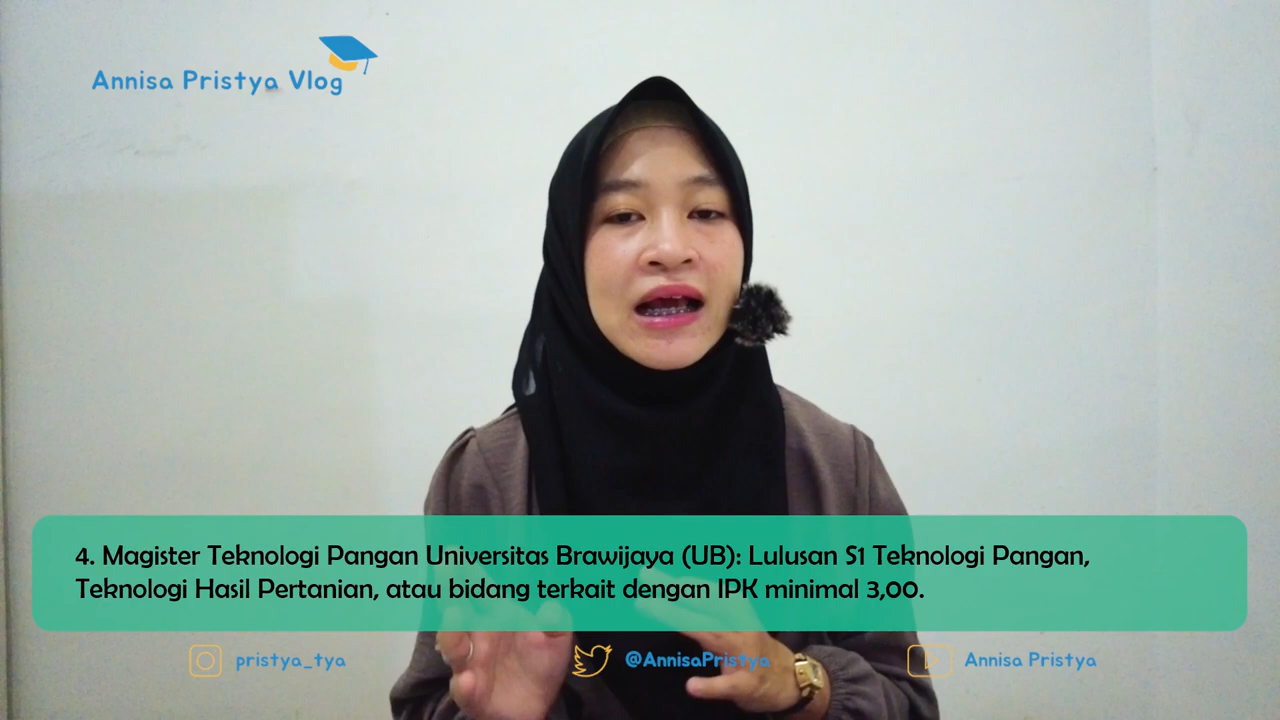 Annisa Pristya Vlog
4. Magister Teknologi Pangan Universitas Brawijaya (UB): Lulusan S1 Teknologi Pangan,
Teknologi Hasil Pertanian, atau bidang terkait dengan IPK minimal 3,00.
pristya_tya
@AnnisaPristya
Annisa Pristya